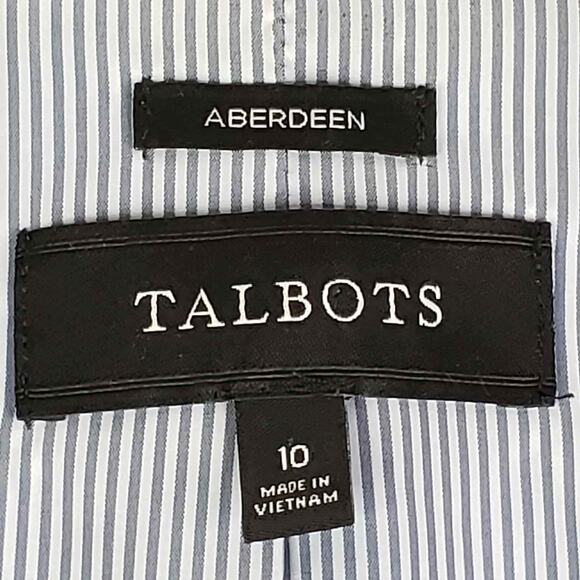 ABERDEEN
TALBOTS
10
MADE IN
VIETNAM